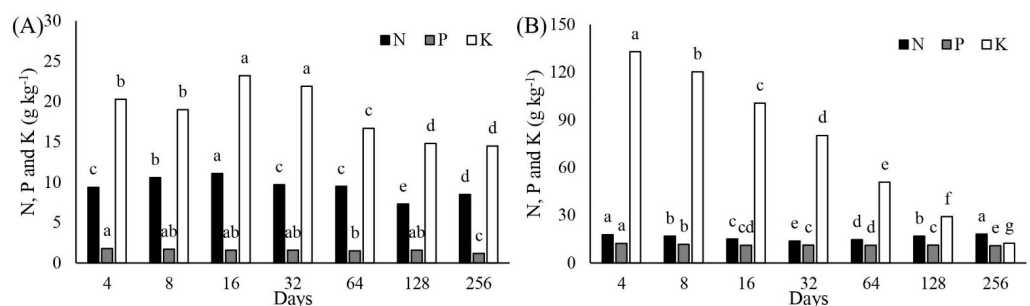 (A)
N, P and K (g kg⁻¹)
30
25
20
15
10
5
0
N P K
b b a a c d d
c b a c c e d
a ab ab ab b ab c
4 8 16 32 64 128 256
Days
(B)
N, P and K (g kg⁻¹)
150
120
90
60
30
0
N P K
a b c d e f g
a b c e d b a
a b cd c d c e
4 8 16 32 64 128 256
Days